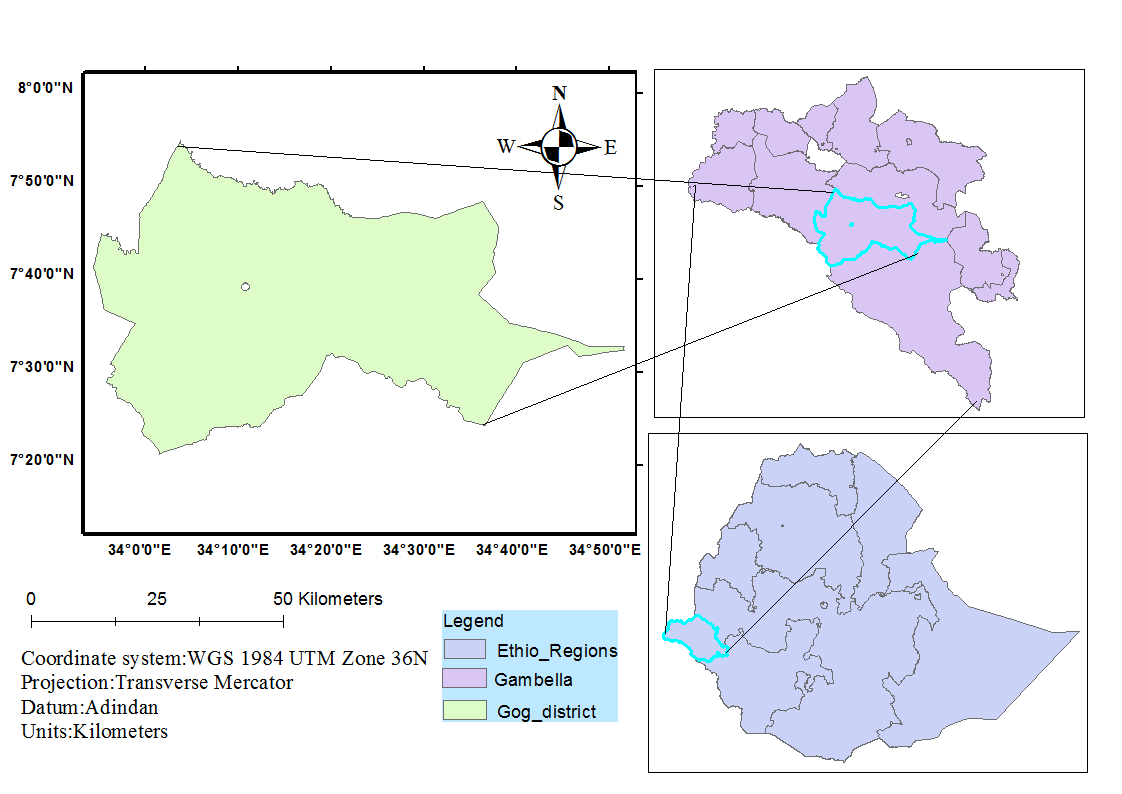 N
W
E
S
8°0'0"N
7°50'0"N
7°40'0"N
7°30'0"N
7°20'0"N
34°0'0"E 34°10'0"E 34°20'0"E 34°30'0"E 34°40'0"E 34°50'0"E
0 25 50 Kilometers
Coordinate system:WGS 1984 UTM Zone 36N
Projection:Transverse Mercator
Datum:Adindan
Units:Kilometers
Legend
Ethio_Regions
Gambella
Gog_district